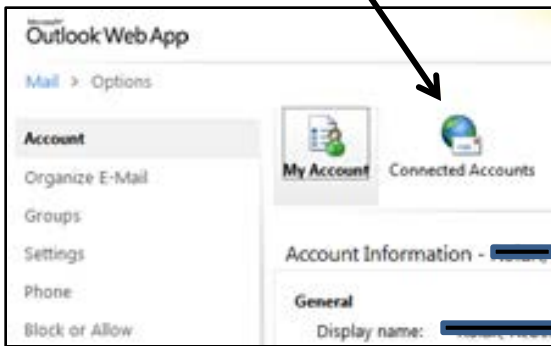 Microsoft
Outlook Web App
Mail > Options
Account
Organize E-Mail
Groups
Settings
Phone
Block or Allow
My Account
Connected Accounts
Account Information -
General
Display name: